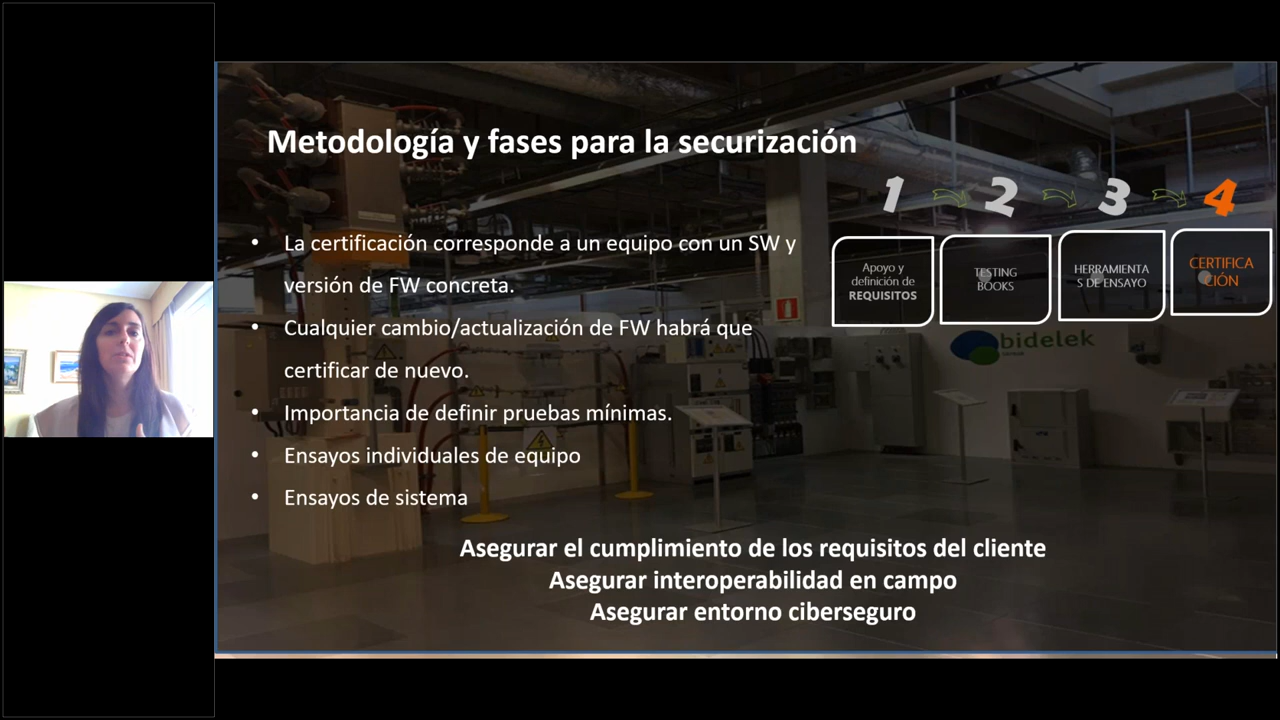 Metodología y fases para la securización
1
2
3
4
Apoyo y
definición de
REQUISITOS
TESTING
BOOKS
HERRAMIENTA
S DE ENSAYO
CERTIFICA
CIÓN
• La certificación corresponde a un equipo con un SW y
versión de FW concreta.
• Cualquier cambio/actualización de FW habrá que
certificar de nuevo.
• Importancia de definir pruebas mínimas.
• Ensayos individuales de equipo
• Ensayos de sistema
bidelek
Asegurar el cumplimiento de los requisitos del cliente
Asegurar interoperabilidad en campo
Asegurar entorno ciberseguro